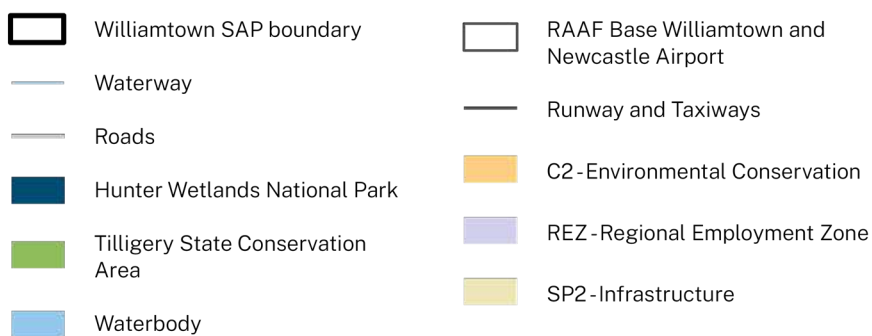 Williamtown SAP boundary
Waterway
Roads
Hunter Wetlands National Park
Tilligery State Conservation
Area
Waterbody
RAAF Base Williamtown and
Newcastle Airport
Runway and Taxiways
C2-Environmental Conservation
REZ-Regional Employment Zone
SP2-Infrastructure